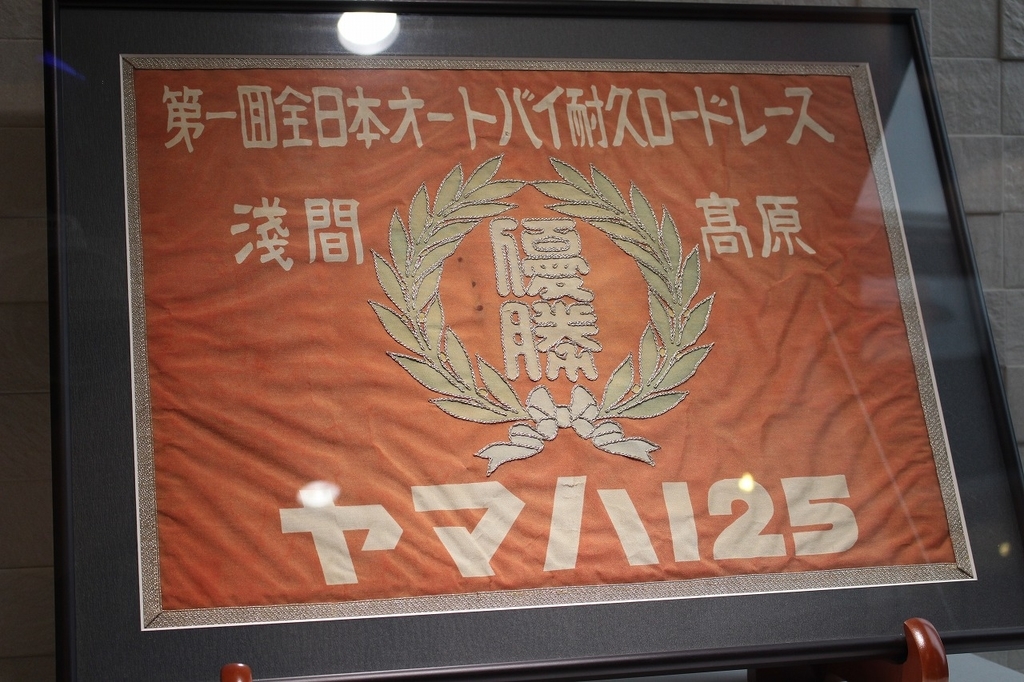 第一回全日本オートバイ耐久ロードレース
淺間 高原
優勝
ヤマハ125